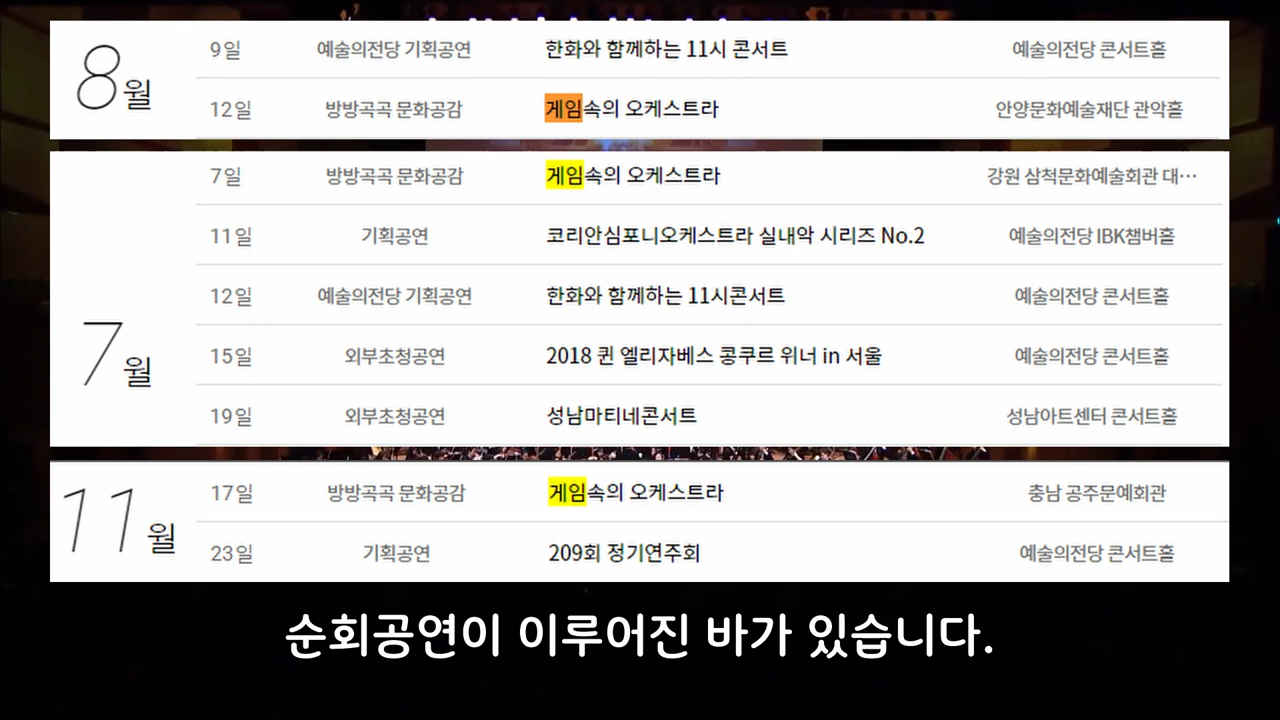 8월
9일 예술의전당 기획공연 한화와 함께하는 11시 콘서트 예술의전당 콘서트홀
12일 방방곡곡 문화공감 게임속의 오케스트라 안양문화예술재단 관악홀
7월
7일 방방곡곡 문화공감 게임속의 오케스트라 강원 삼척문화예술회관 대…
11일 기획공연 코리안심포니오케스트라 실내악 시리즈 No.2 예술의전당 IBK챔버홀
12일 예술의전당 기획공연 한화와 함께하는 11시콘서트 예술의전당 콘서트홀
15일 외부초청공연 2018 퀸 엘리자베스 콩쿠르 위너 in 서울 예술의전당 콘서트홀
19일 외부초청공연 성남마티네콘서트 성남아트센터 콘서트홀
11월
17일 방방곡곡 문화공감 게임속의 오케스트라 충남 공주문예회관
23일 기획공연 209회 정기연주회 예술의전당 콘서트홀
순회공연이 이루어진 바가 있습니다.